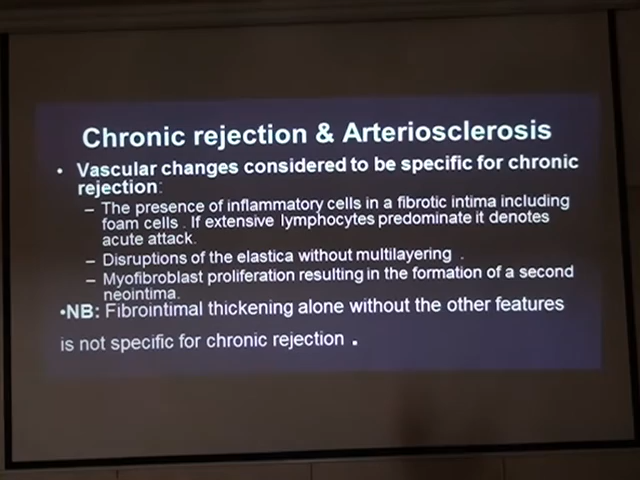 Chronic rejection & Arteriosclerosis
• Vascular changes considered to be specific for chronic
rejection:
– The presence of inflammatory cells in a fibrotic intima including
foam cells . If extensive lymphocytes predominate it denotes
acute attack.
– Disruptions of the elastica without multilayering .
– Myofibroblast proliferation resulting in the formation of a second
neointima.
•NB: Fibrointimal thickening alone without the other features
is not specific for chronic rejection .